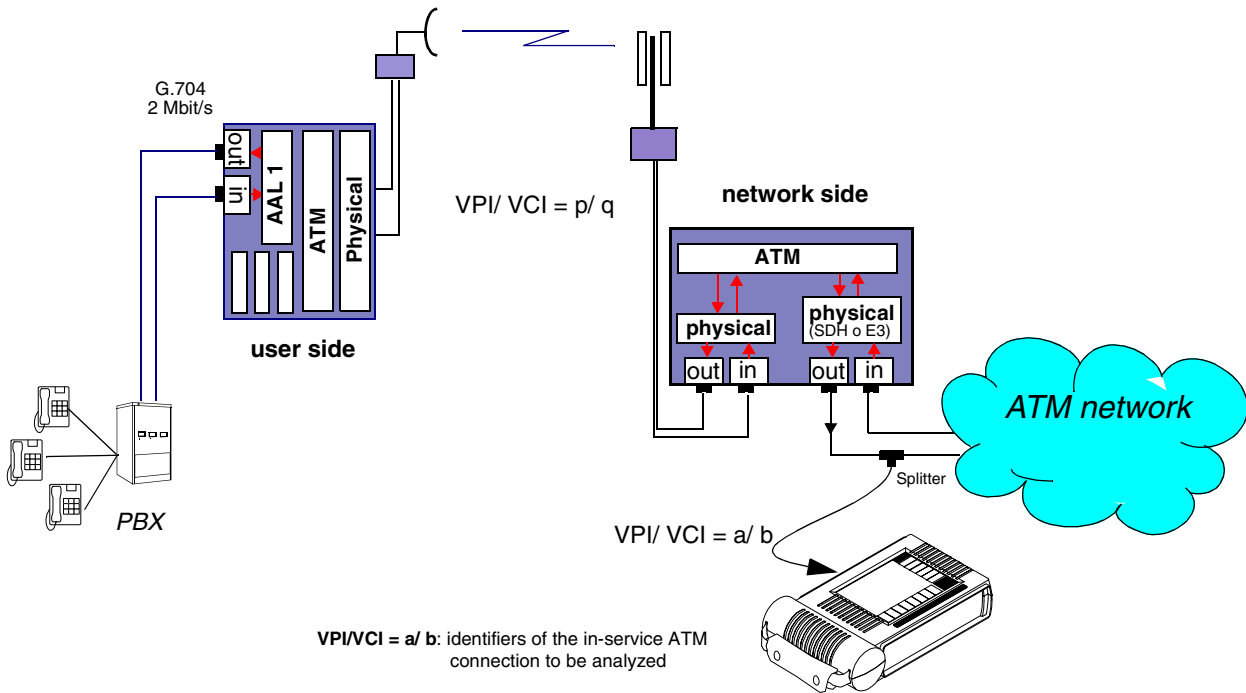 G.704
2 Mbit/s
out
in
AAL 1
ATM
Physical
user side
PBX
VPI/ VCI = p/ q
network side
ATM
physical
physical
(SDH o E3)
out
in
out
in
ATM network
Splitter
VPI/ VCI = a/ b
VPI/VCI = a/ b: identifiers of the in-service ATM
connection to be analyzed